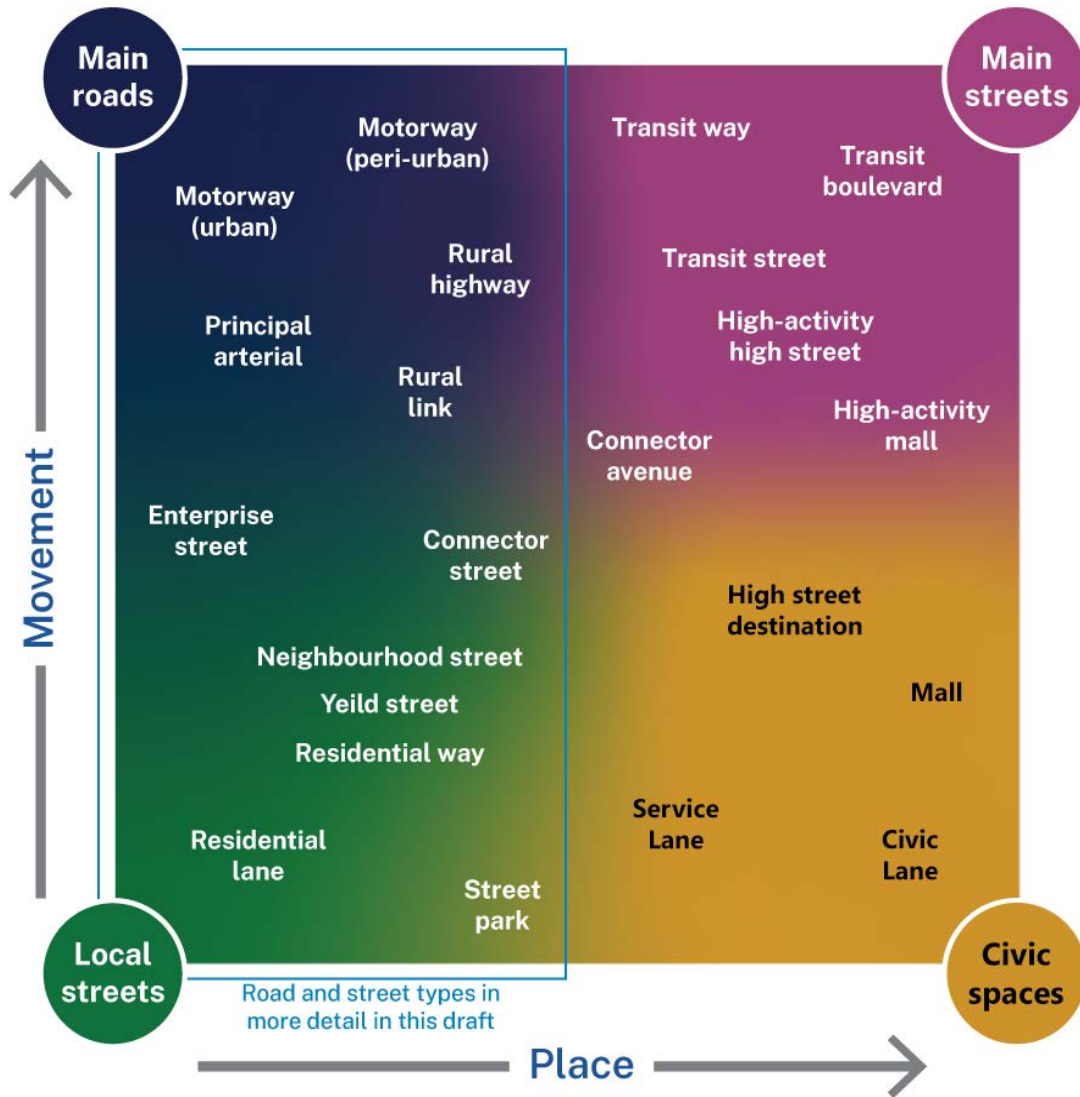 Main
roads
Main
streets
Motorway
(peri-urban)
Transit way
Transit
boulevard
Motorway
(urban)
Rural
highway
Transit street
Principal
arterial
High-activity
high street
Rural
link
High-activity
mall
Connector
avenue
Enterprise
street
Connector
street
High street
destination
Neighbourhood street
Mall
Yeild street
Residential way
Service
Lane
Residential
lane
Civic
Lane
Street
park
Movement
Local
streets
Civic
spaces
Road and street types in
more detail in this draft
Place